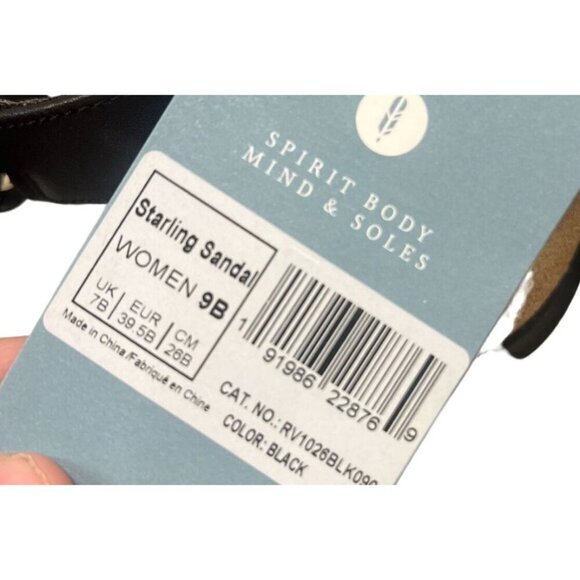 SPIRIT BODY
MIND & SOLES
Starling Sandal
WOMEN 9B
UK EUR CM
7B 39.5B 26B
Made in China/Fabriqué en Chine
1 91986 22876 9
CAT. NO.: RV1026BLK090
COLOR: BLACK